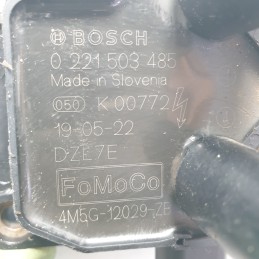 BOSCH
0 221 503 485
Made in Slovenia
050 K 00772
19-05-22
DZE7E
FoMoCo
4M5G-12029-ZB